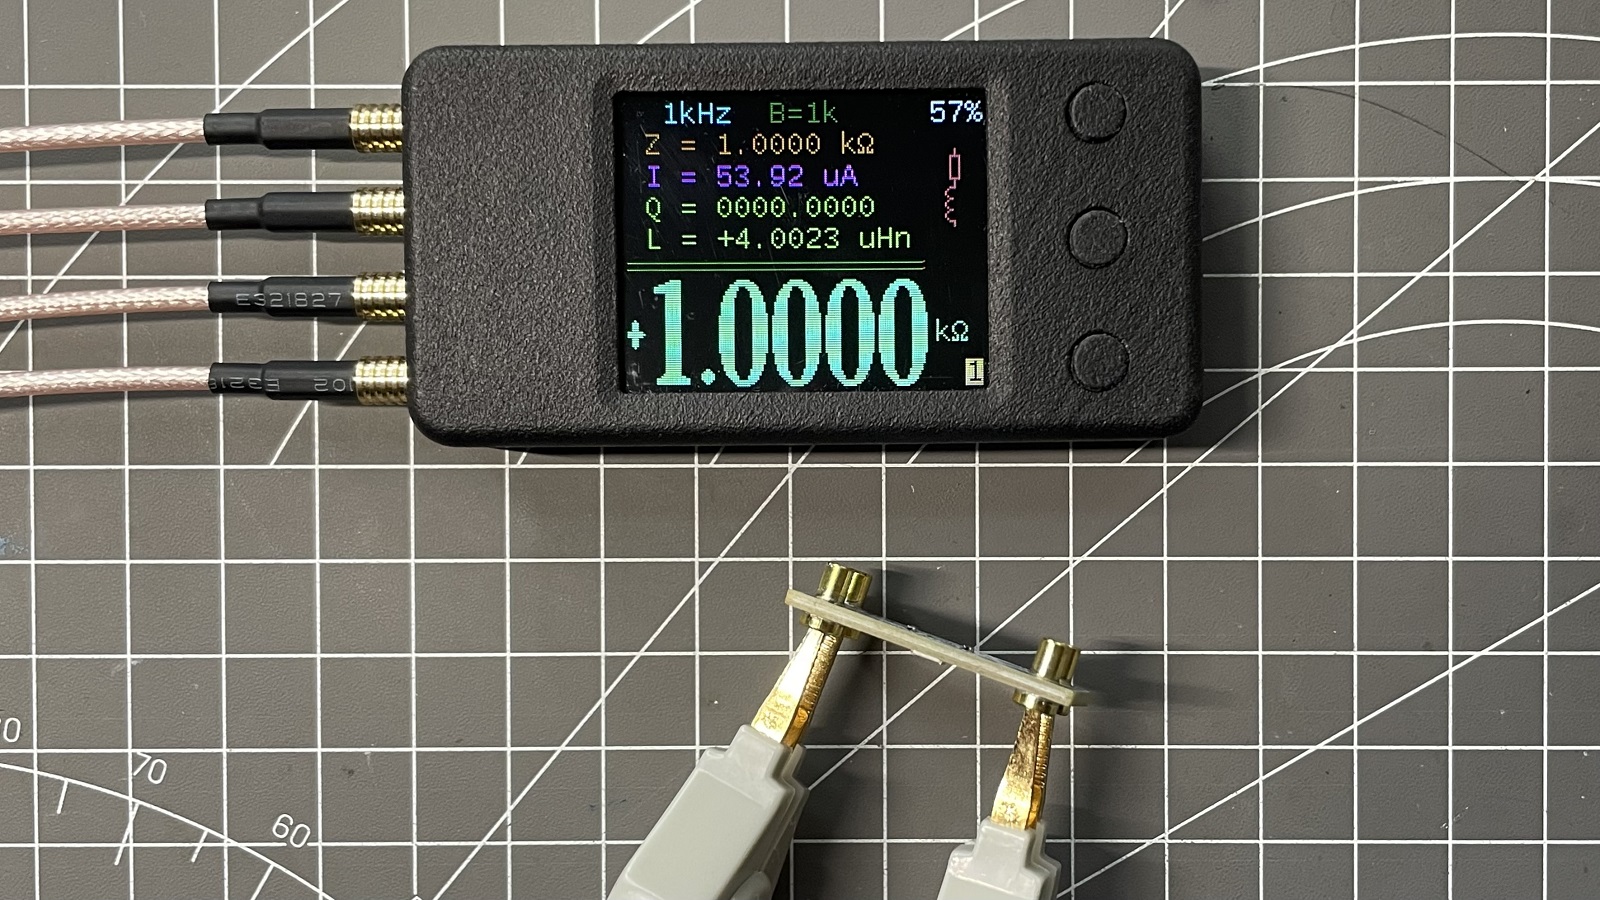 1kHz B=1k 57%
Z = 1.0000 kΩ
I = 53.92 uA
Q = 0000.0000
L = +4.0023 uHn
+1.0000 kΩ
1
E321827
70
60